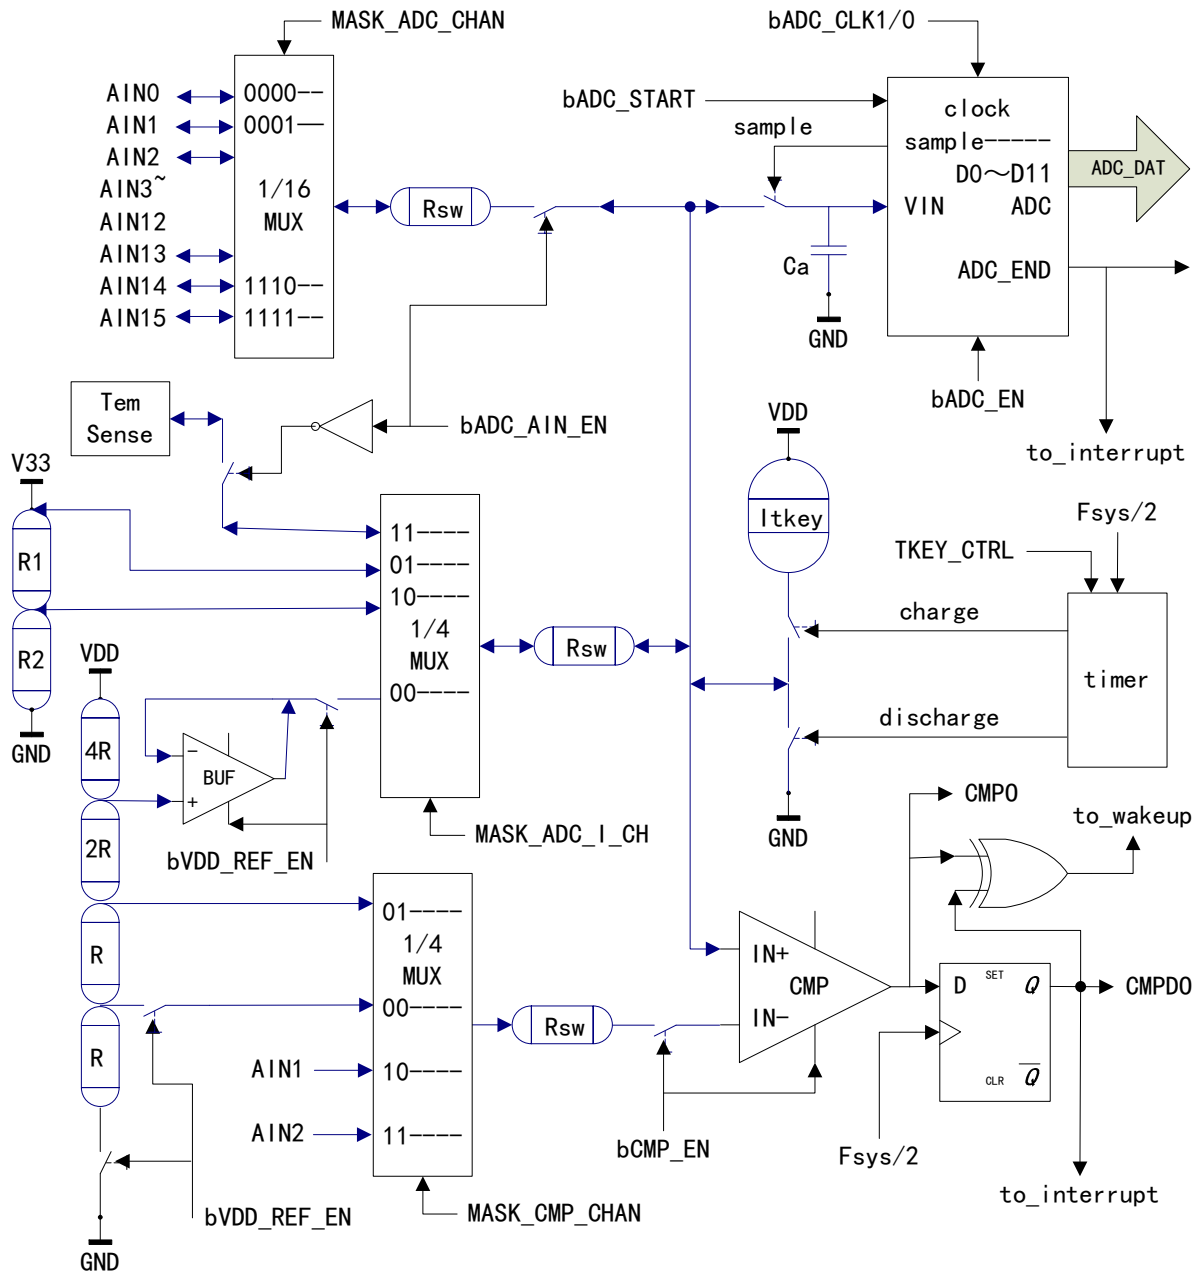 MASK_ADC_CHAN
bADC_CLK1/0
AIN0
0000--
bADC_START
clock
AIN1
0001—
sample
sample-----
AIN2
D0～D11
ADC_DAT
AIN3~
1/16
Rsw
VIN
ADC
AIN12
MUX
AIN13
Ca
ADC_END
AIN14
1110--
AIN15
1111--
GND
Tem
Sense
bADC_AIN_EN
bADC_EN
VDD
to_interrupt
V33
Itkey
Fsys/2
11----
TKEY_CTRL
R1
01----
10----
charge
1/4
MUX
Rsw
R2
VDD
00----
timer
discharge
GND
4R
−
BUF
+
CMPO
GND
to_wakeup
MASK_ADC_I_CH
2R
bVDD_REF_EN
01----
1/4
MUX
R
IN+
CMP
D
SET
Q
CMPDO
00----
IN−
Rsw
R
AIN1
10----
CLR
Q̅
AIN2
11----
bCMP_EN
Fsys/2
to_interrupt
bVDD_REF_EN
MASK_CMP_CHAN
GND